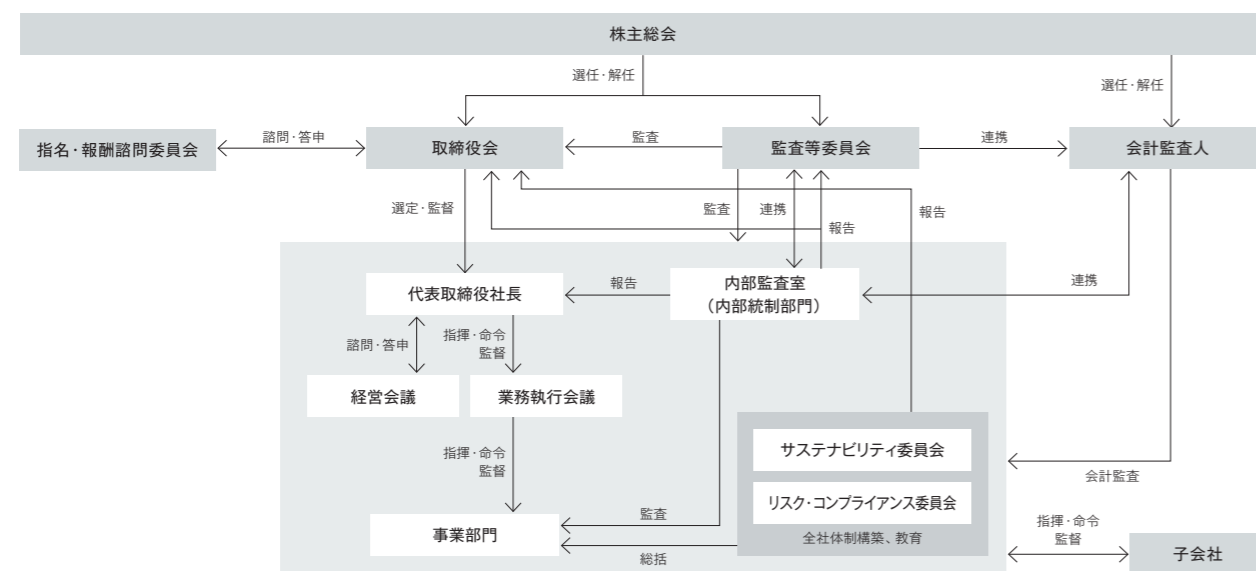 株主総会
選任・解任
選任・解任
指名・報酬諮問委員会
諮問・答申
取締役会
監査
監査等委員会
連携
会計監査人
選定・監督
監査
連携
報告
報告
代表取締役社長
報告
内部監査室
（内部統制部門）
連携
諮問・答申
指揮・命令
監督
経営会議
業務執行会議
指揮・命令
監督
サステナビリティ委員会
リスク・コンプライアンス委員会
全社体制構築、教育
会計監査
事業部門
監査
総括
指揮・命令
監督
子会社